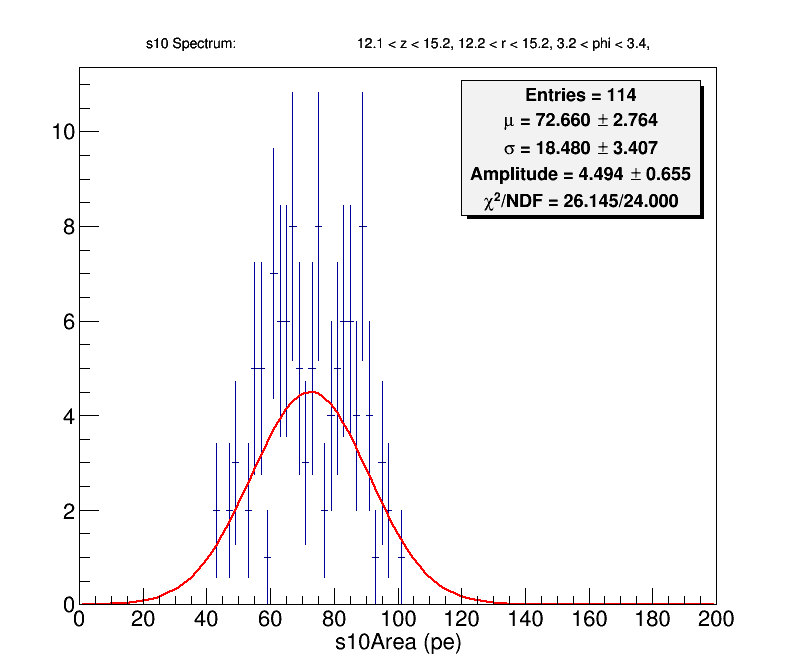 s10 Spectrum: 12.1 < z < 15.2, 12.2 < r < 15.2, 3.2 < phi < 3.4,
Entries = 114
μ = 72.660 ± 2.764
σ = 18.480 ± 3.407
Amplitude = 4.494 ± 0.655
χ²/NDF = 26.145/24.000
10
8
6
4
2
0
0 20 40 60 80 100 120 140 160 180 200
s10Area (pe)